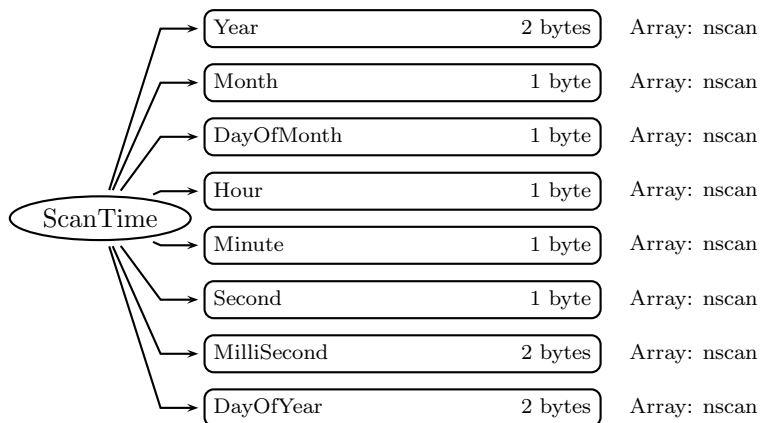 Year 2 bytes Array: nscan
Month 1 byte Array: nscan
DayOfMonth 1 byte Array: nscan
Hour 1 byte Array: nscan
ScanTime
Minute 1 byte Array: nscan
Second 1 byte Array: nscan
MilliSecond 2 bytes Array: nscan
DayOfYear 2 bytes Array: nscan